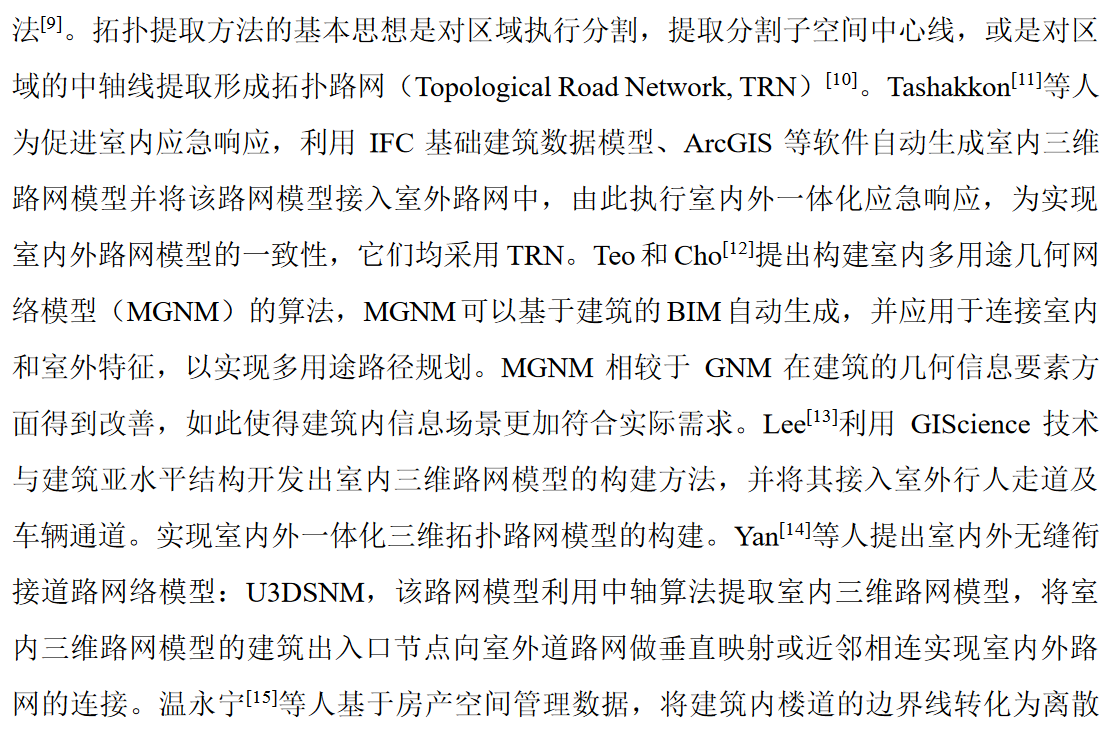 法[9]。拓扑提取方法的基本思想是对区域执行分割，提取分割子空间中心线，或是对区
域的中轴线提取形成拓扑路网（Topological Road Network, TRN）[10]。Tashakkon[11]等人
为促进室内应急响应，利用 IFC 基础建筑数据模型、ArcGIS 等软件自动生成室内三维
路网模型并将该路网模型接入室外路网中，由此执行室内外一体化应急响应，为实现
室内外路网模型的一致性，它们均采用 TRN。Teo 和 Cho[12]提出构建室内多用途几何网
络模型（MGNM）的算法，MGNM 可以基于建筑的 BIM 自动生成，并应用于连接室内
和室外特征，以实现多用途路径规划。MGNM 相较于 GNM 在建筑的几何信息要素方
面得到改善，如此使得建筑内信息场景更加符合实际需求。Lee[13]利用 GIScience 技术
与建筑亚水平结构开发出室内三维路网模型的构建方法，并将其接入室外行人走道及
车辆通道。实现室内外一体化三维拓扑路网模型的构建。Yan[14]等人提出室内外无缝衔
接道路网络模型：U3DSNM，该路网模型利用中轴算法提取室内三维路网模型，将室
内三维路网模型的建筑出入口节点向室外道路网做垂直映射或近邻相连实现室内外路
网的连接。温永宁[15]等人基于房产空间管理数据，将建筑内楼道的边界线转化为离散